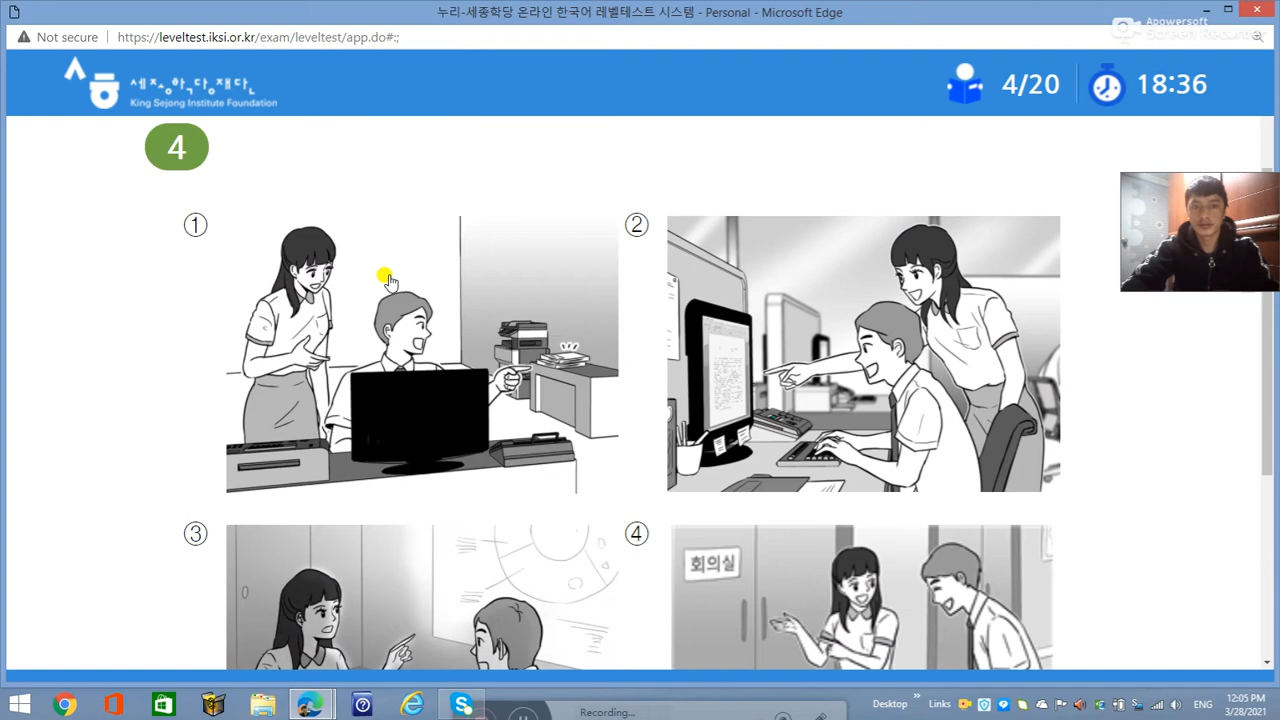 누리-세종학당 온라인 한국어 레벨테스트 시스템 - Personal - Microsoft Edge
Not secure
https://leveltest.iksi.or.kr/exam/leveltest/app.do#:;
Apowersoft
Screen Recorder
세종학당재단
King Sejong Institute Foundation
4/20
18:36
4
①
②
③
④
회의실
Desktop
Links
ENG
12:05 PM
3/28/2021
Recording...